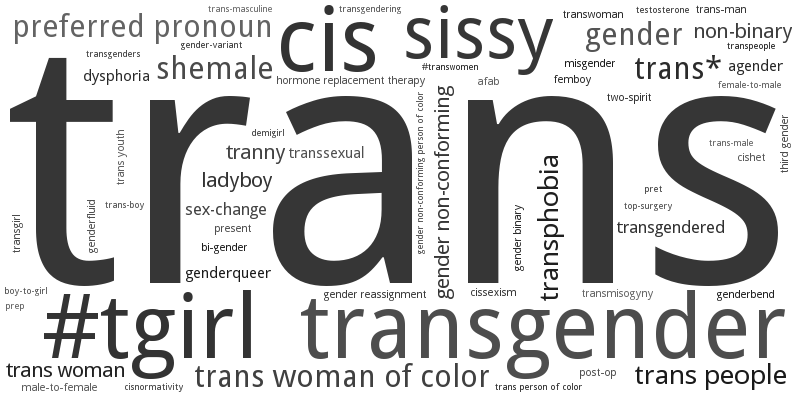 trans-masculine
transgendering
preferred pronoun
cis
sissy
transwoman
testosterone
trans-man
gender
non-binary
gender-variant
transgenders
transpeople
dysphoria
shemale
#transwomen
misgender
trans*
agender
hormone replacement therapy
afab
femboy
female-to-male
two-spirit
trans
demigirl
trans youth
tranny
transsexual
gender non-conforming person of color
gender non-conforming
trans-male
cishet
third gender
ladyboy
transphobia
pret
trans-boy
sex-change
top-surgery
genderfluid
transgirl
present
gender binary
transgendered
bi-gender
genderqueer
boy-to-girl
prep
gender reassignment
cissexism
transmisogyny
genderbend
#tgirl
transgender
trans woman
trans woman of color
post-op
trans people
male-to-female
cisnormativity
trans person of color